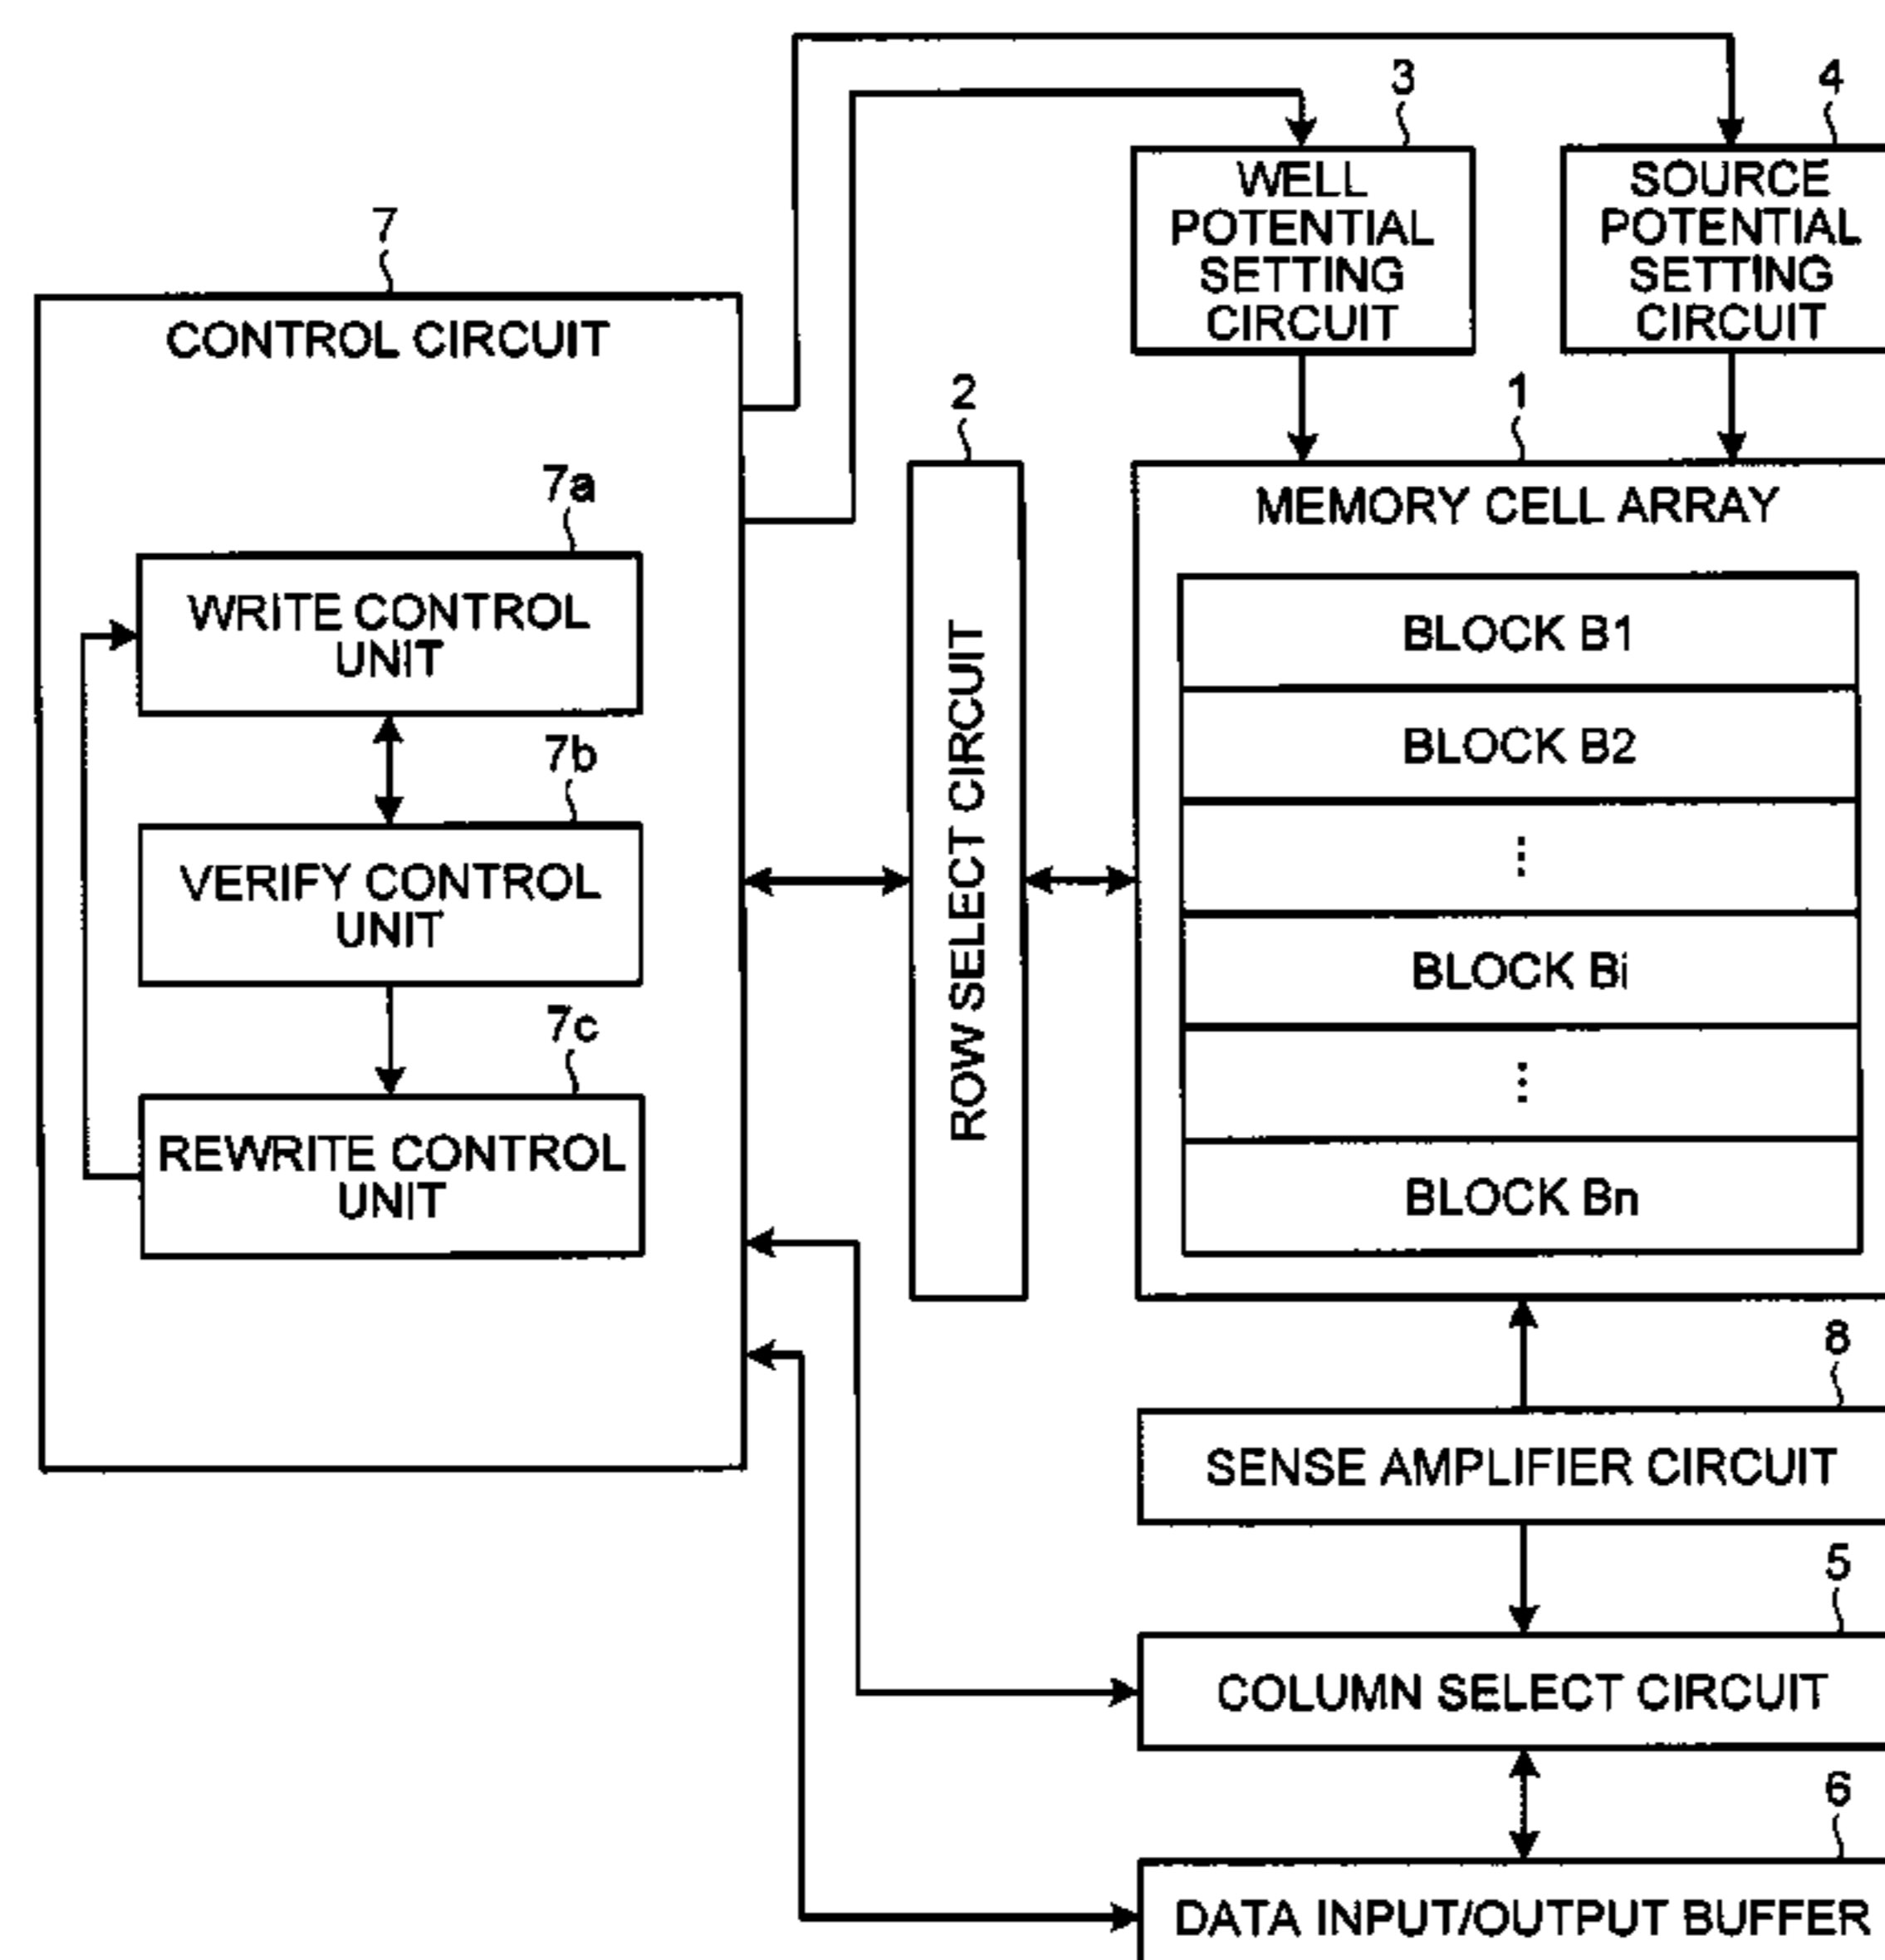 3
4
WELL
POTENTIAL
SETTING
CIRCUIT
SOURCE
POTENTIAL
SETTING
CIRCUIT
7
CONTROL CIRCUIT
7a
WRITE CONTROL
UNIT
7b
VERIFY CONTROL
UNIT
7c
REWRITE CONTROL
UNIT
2
ROW SELECT CIRCUIT
1
MEMORY CELL ARRAY
BLOCK B1
BLOCK B2
⋮
BLOCK Bi
⋮
BLOCK Bn
8
SENSE AMPLIFIER CIRCUIT
5
COLUMN SELECT CIRCUIT
6
DATA INPUT/OUTPUT BUFFER